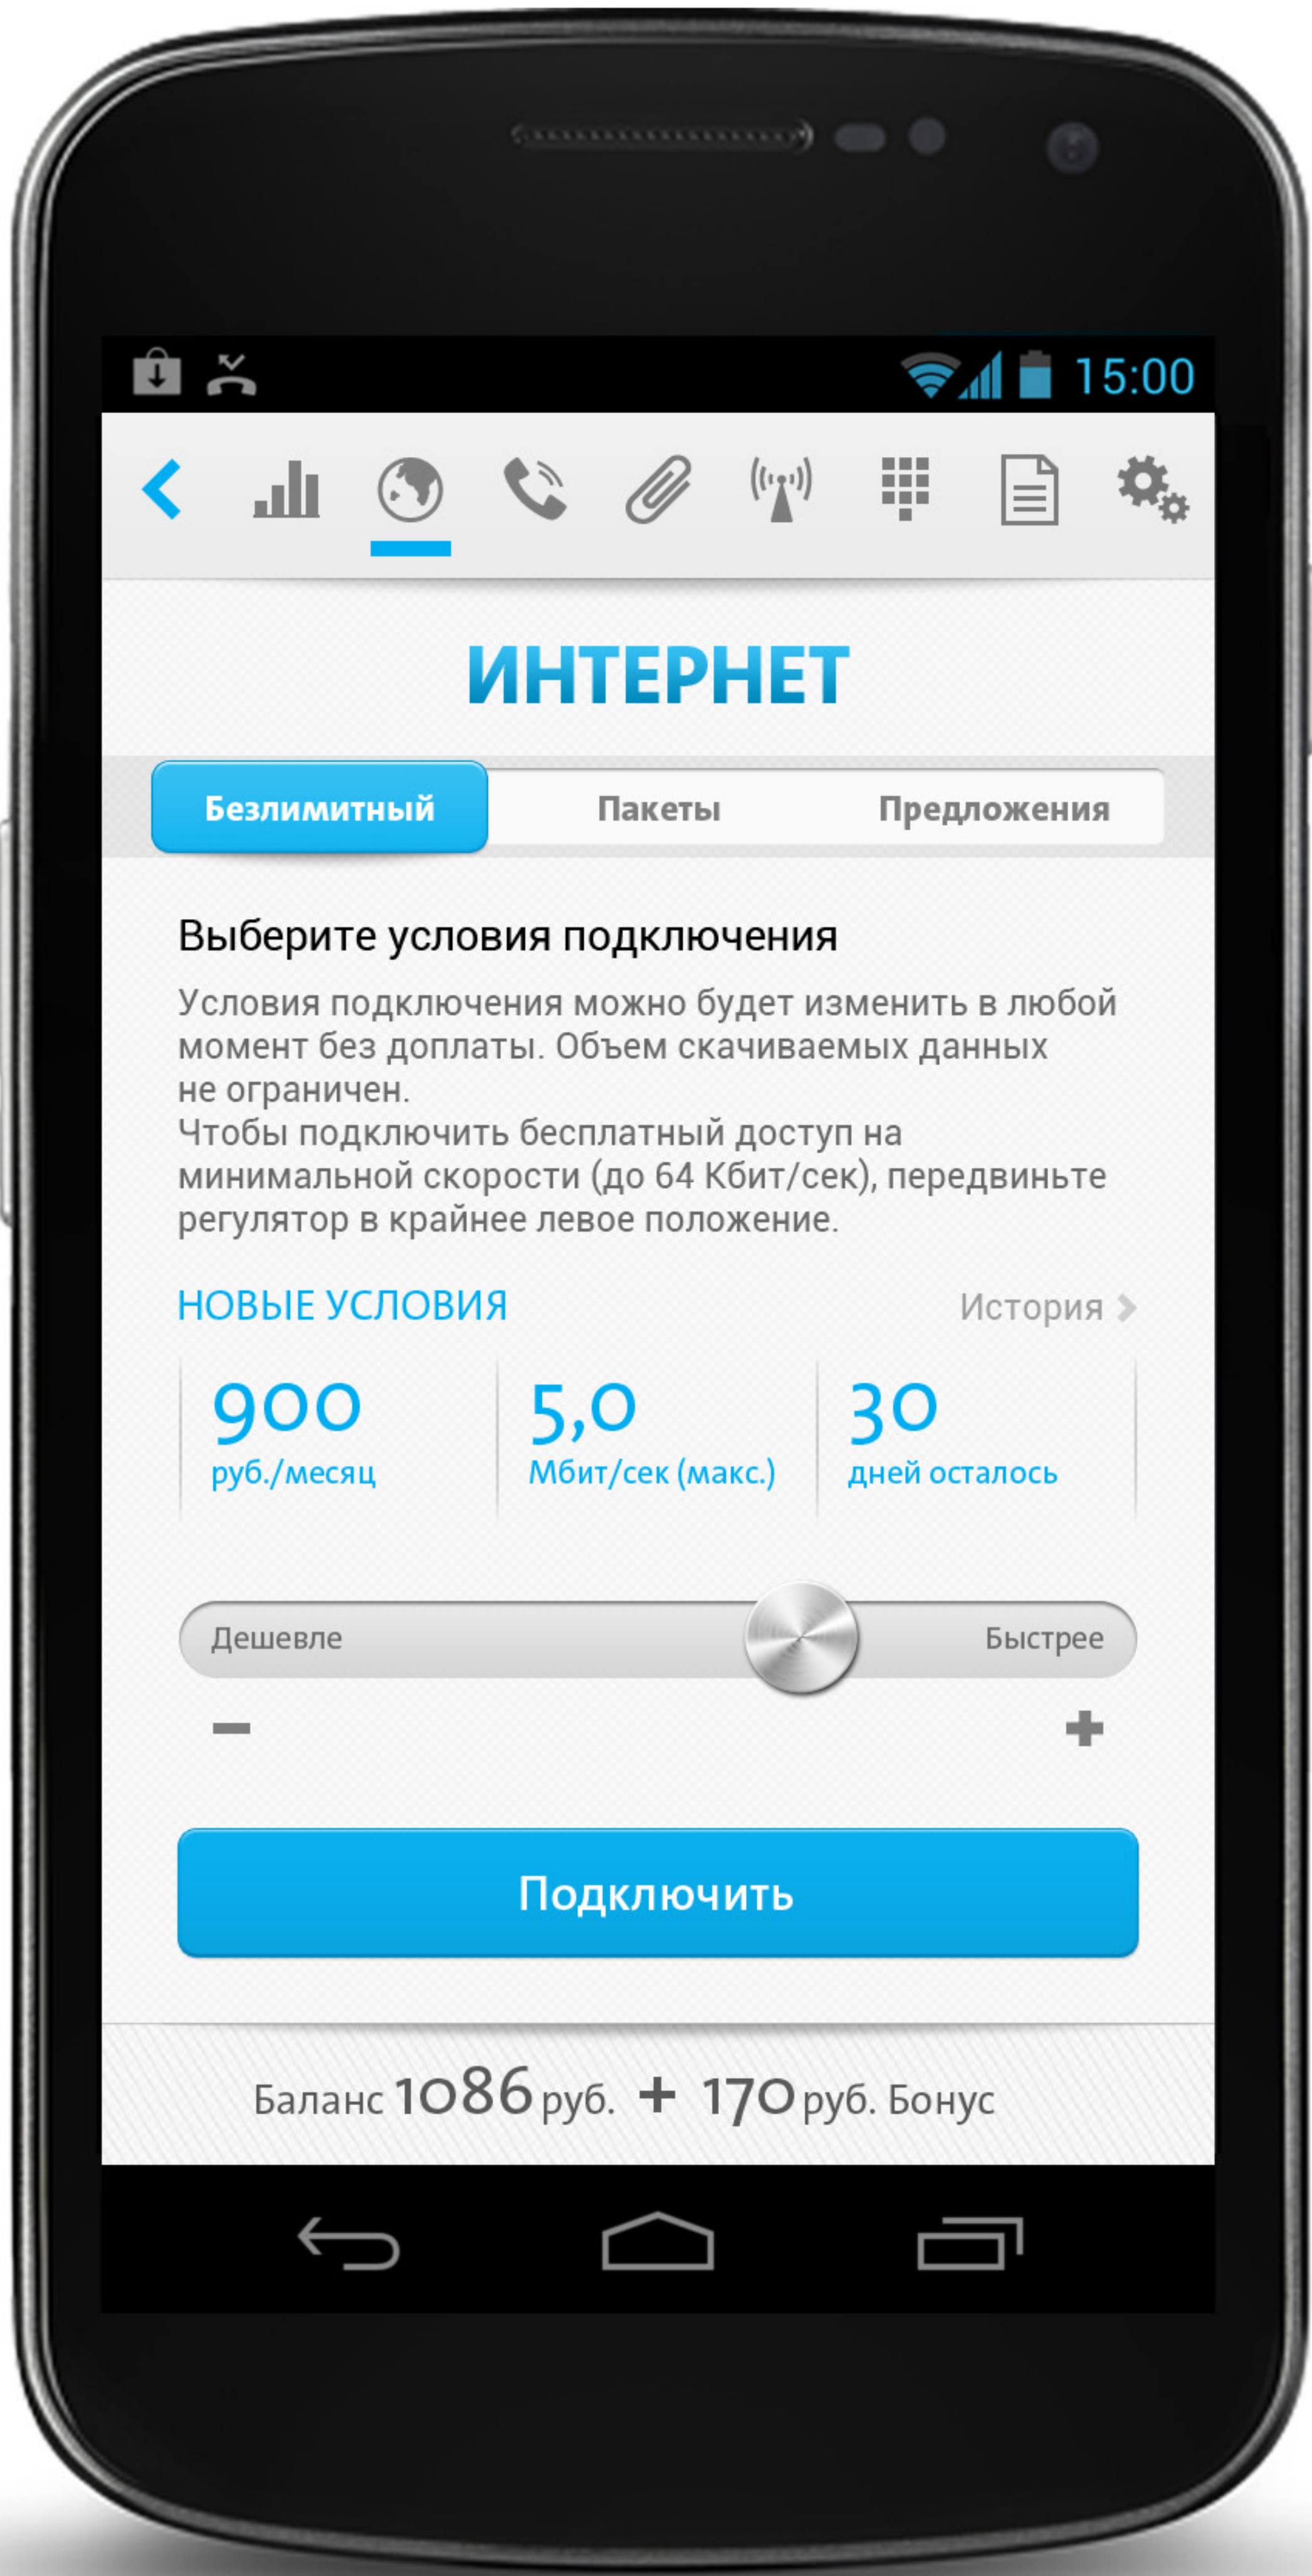 15:00
ИНТЕРНЕТ
Безлимитный Пакеты Предложения
Выберите условия подключения
Условия подключения можно будет изменить в любой
момент без доплаты. Объем скачиваемых данных
не ограничен.
Чтобы подключить бесплатный доступ на
минимальной скорости (до 64 Кбит/сек), передвиньте
регулятор в крайнее левое положение.
НОВЫЕ УСЛОВИЯ История
900 5,0 30
руб./месяц Мбит/сек (макс.) дней осталось
Дешевле Быстрее
Подключить
Баланс 1086 руб. + 170 руб. Бонус